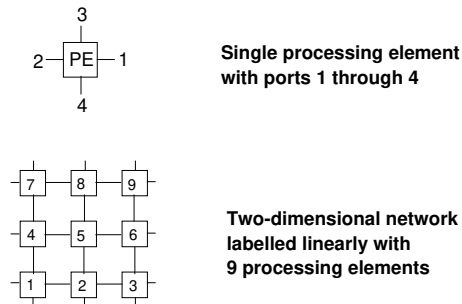 3
2 PE 1
4
Single processing element
with ports 1 through 4
7 8 9
4 5 6
1 2 3
Two-dimensional network
labelled linearly with
9 processing elements